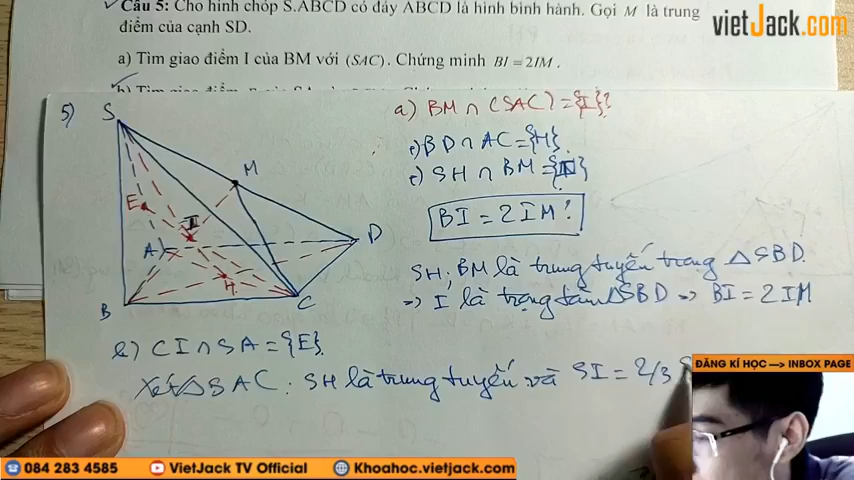 Câu 5: Cho hình chóp S.ABCD có đáy ABCD là hình bình hành. Gọi M là trung
điểm của cạnh SD.
a) Tìm giao điểm I của BM với (SAC). Chứng minh BI = 2IM.
vietJack.com
5)
S
M
E
I
A
D
H
B
C
a) BM ∩ (SAC) = {I}?
BD ∩ AC = {H}
SH ∩ BM = {I}
BI = 2IM?
SH, BM là trung tuyến trong △SBD.
=> I là trọng tâm △SBD => BI = 2IM
b) CI ∩ SA = {E}.
Xét △SAC: SH là trung tuyến và SI = 2/3 S
ĐĂNG KÍ HỌC —> INBOX PAGE
084 283 4585
VietJack TV Official
Khoahoc.vietjack.com